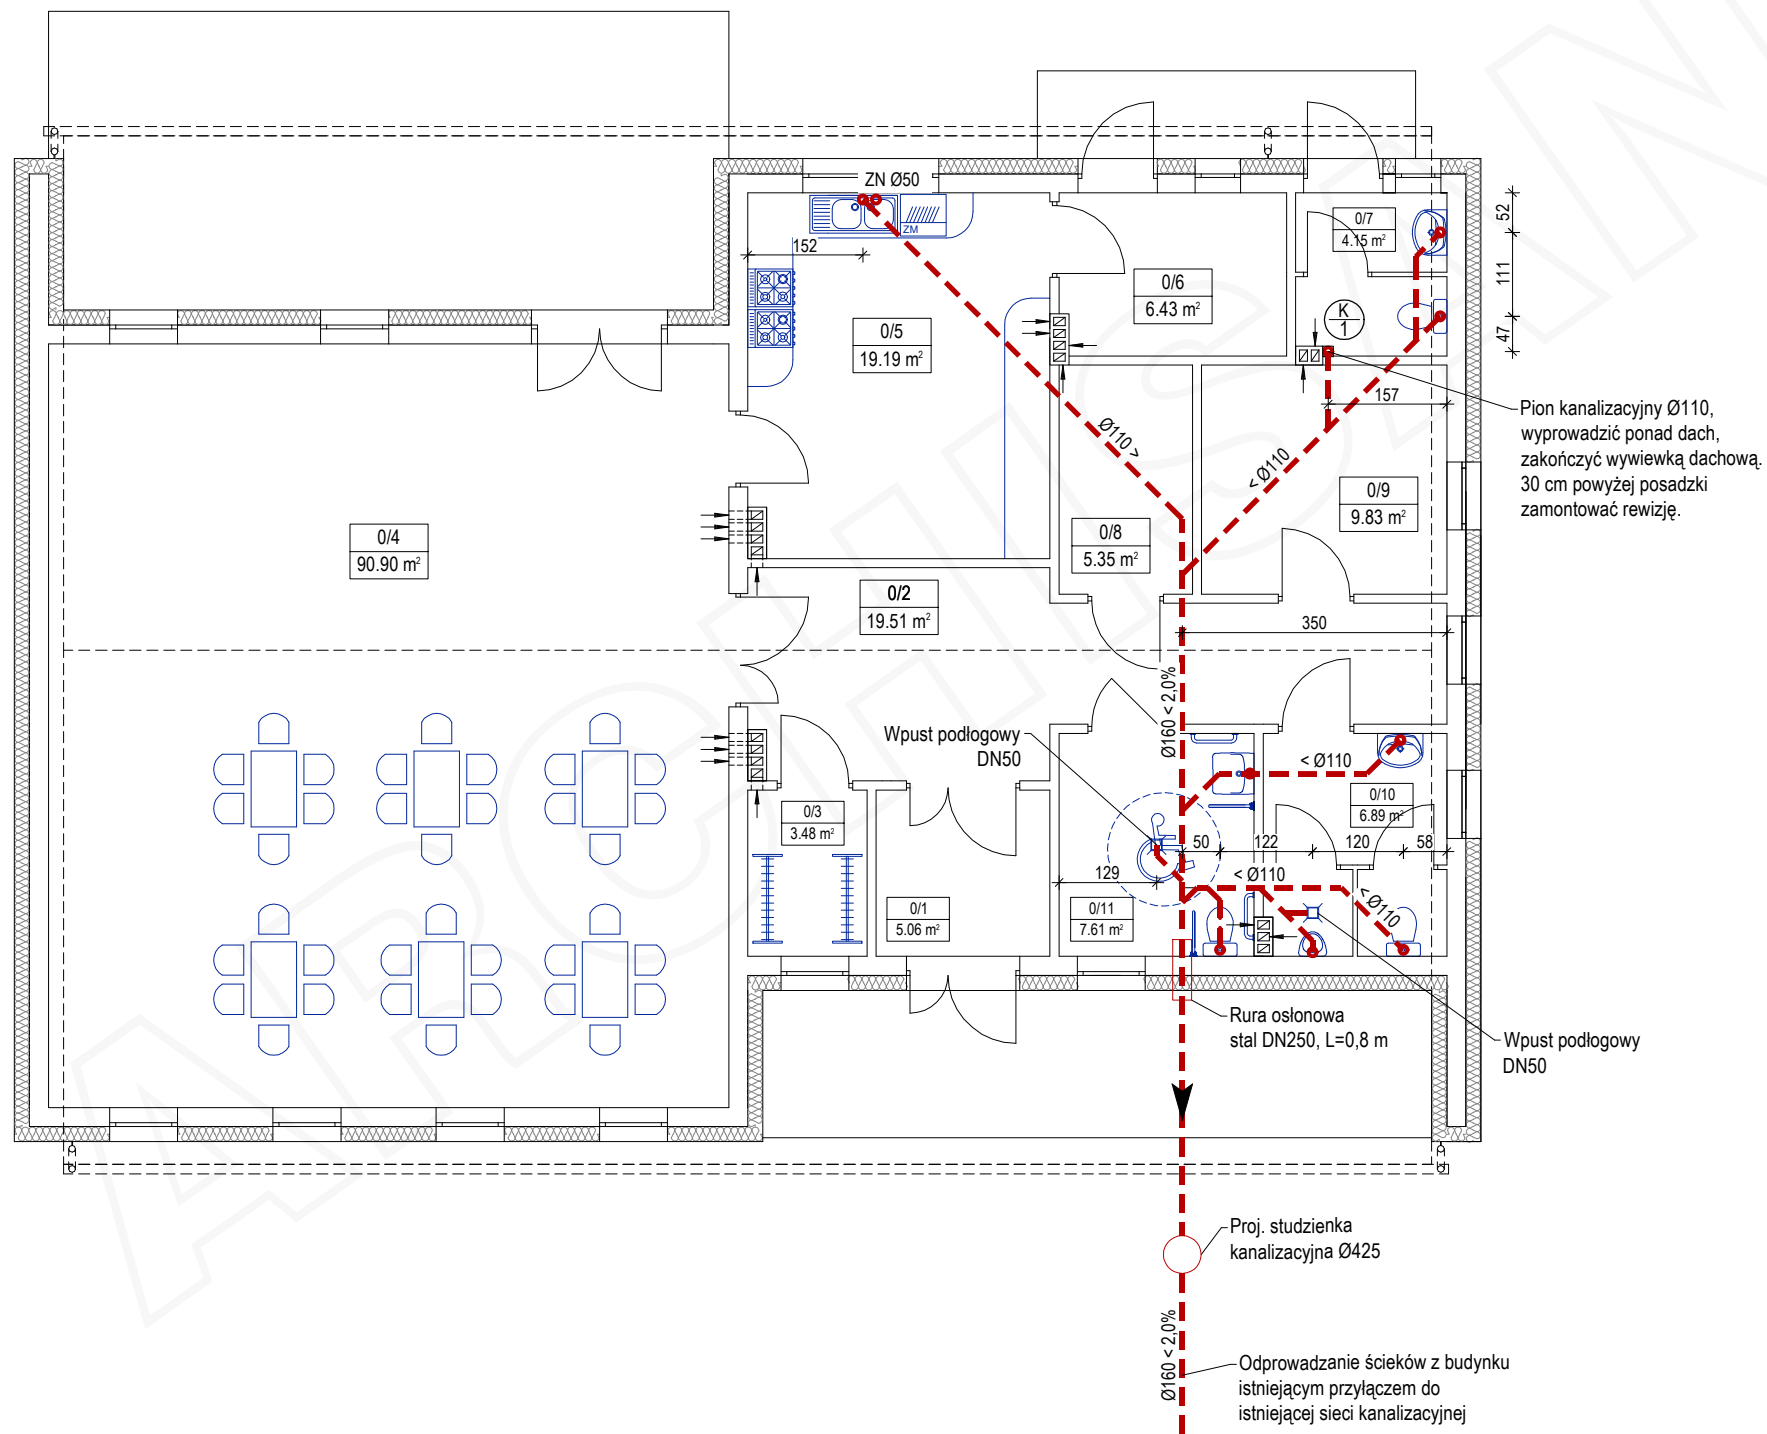 ZN Ø50
ZM
152
0/7
4.15 m²
52
111
47
0/6
6.43 m²
K
1
0/5
19.19 m²
157
Pion kanalizacyjny Ø110,
wyprowadzić ponad dach,
zakończyć wywiewką dachową.
30 cm powyżej posadzki
zamontować rewizję.
Ø110 >
< Ø110
0/9
9.83 m²
0/4
90.90 m²
0/8
5.35 m²
0/2
19.51 m²
350
Ø160 < 2,0%
Wpust podłogowy
DN50
< Ø110
0/10
6.89 m²
0/3
3.48 m²
50
122
120
58
129
< Ø110
< Ø110
0/1
5.06 m²
0/11
7.61 m²
Rura osłonowa
stal DN250, L=0,8 m
Wpust podłogowy
DN50
Proj. studzienka
kanalizacyjna Ø425
Ø160 < 2,0%
Odprowadzanie ścieków z budynku
istniejącym przyłączem do
istniejącej sieci kanalizacyjnej